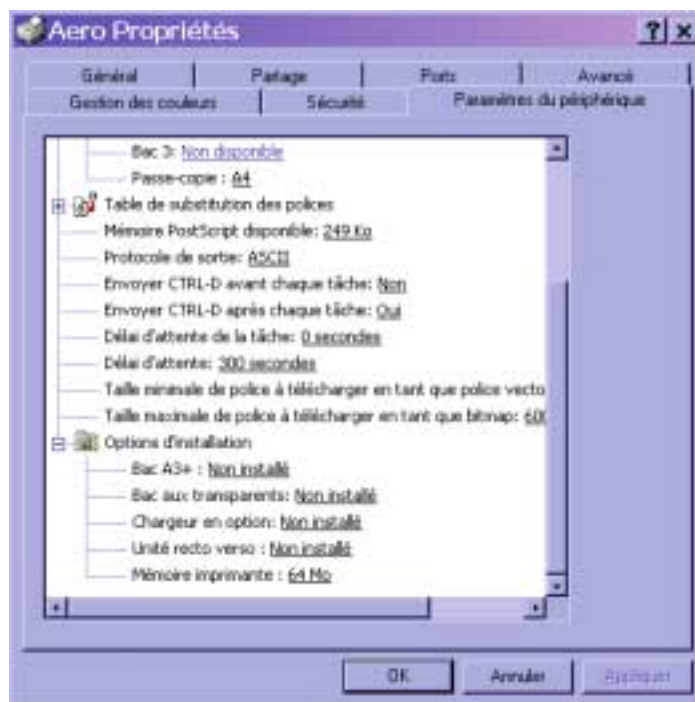 Aero Propriétés
Général Partage Ports Avancé
Gestion des couleurs Sécurité Paramètres du périphérique
Bac 3: Non disponible
Passe-copie : A4
Table de substitution des polices
Mémoire PostScript disponible: 249 Ko
Protocole de sortie: ASCII
Envoyer CTRL-D avant chaque tâche: Non
Envoyer CTRL-D après chaque tâche: Oui
Délai d'attente de la tâche: 0 secondes
Délai d'attente: 300 secondes
Taille minimale de police à télécharger en tant que police vecto
Taille maximale de police à télécharger en tant que bitmap: 600
Options d'installation
Bac A3+ : Non installé
Bac aux transparents: Non installé
Chargeur en option: Non installé
Unité recto verso : Non installé
Mémoire imprimante : 64 Mo
OK Annuler Appliquer